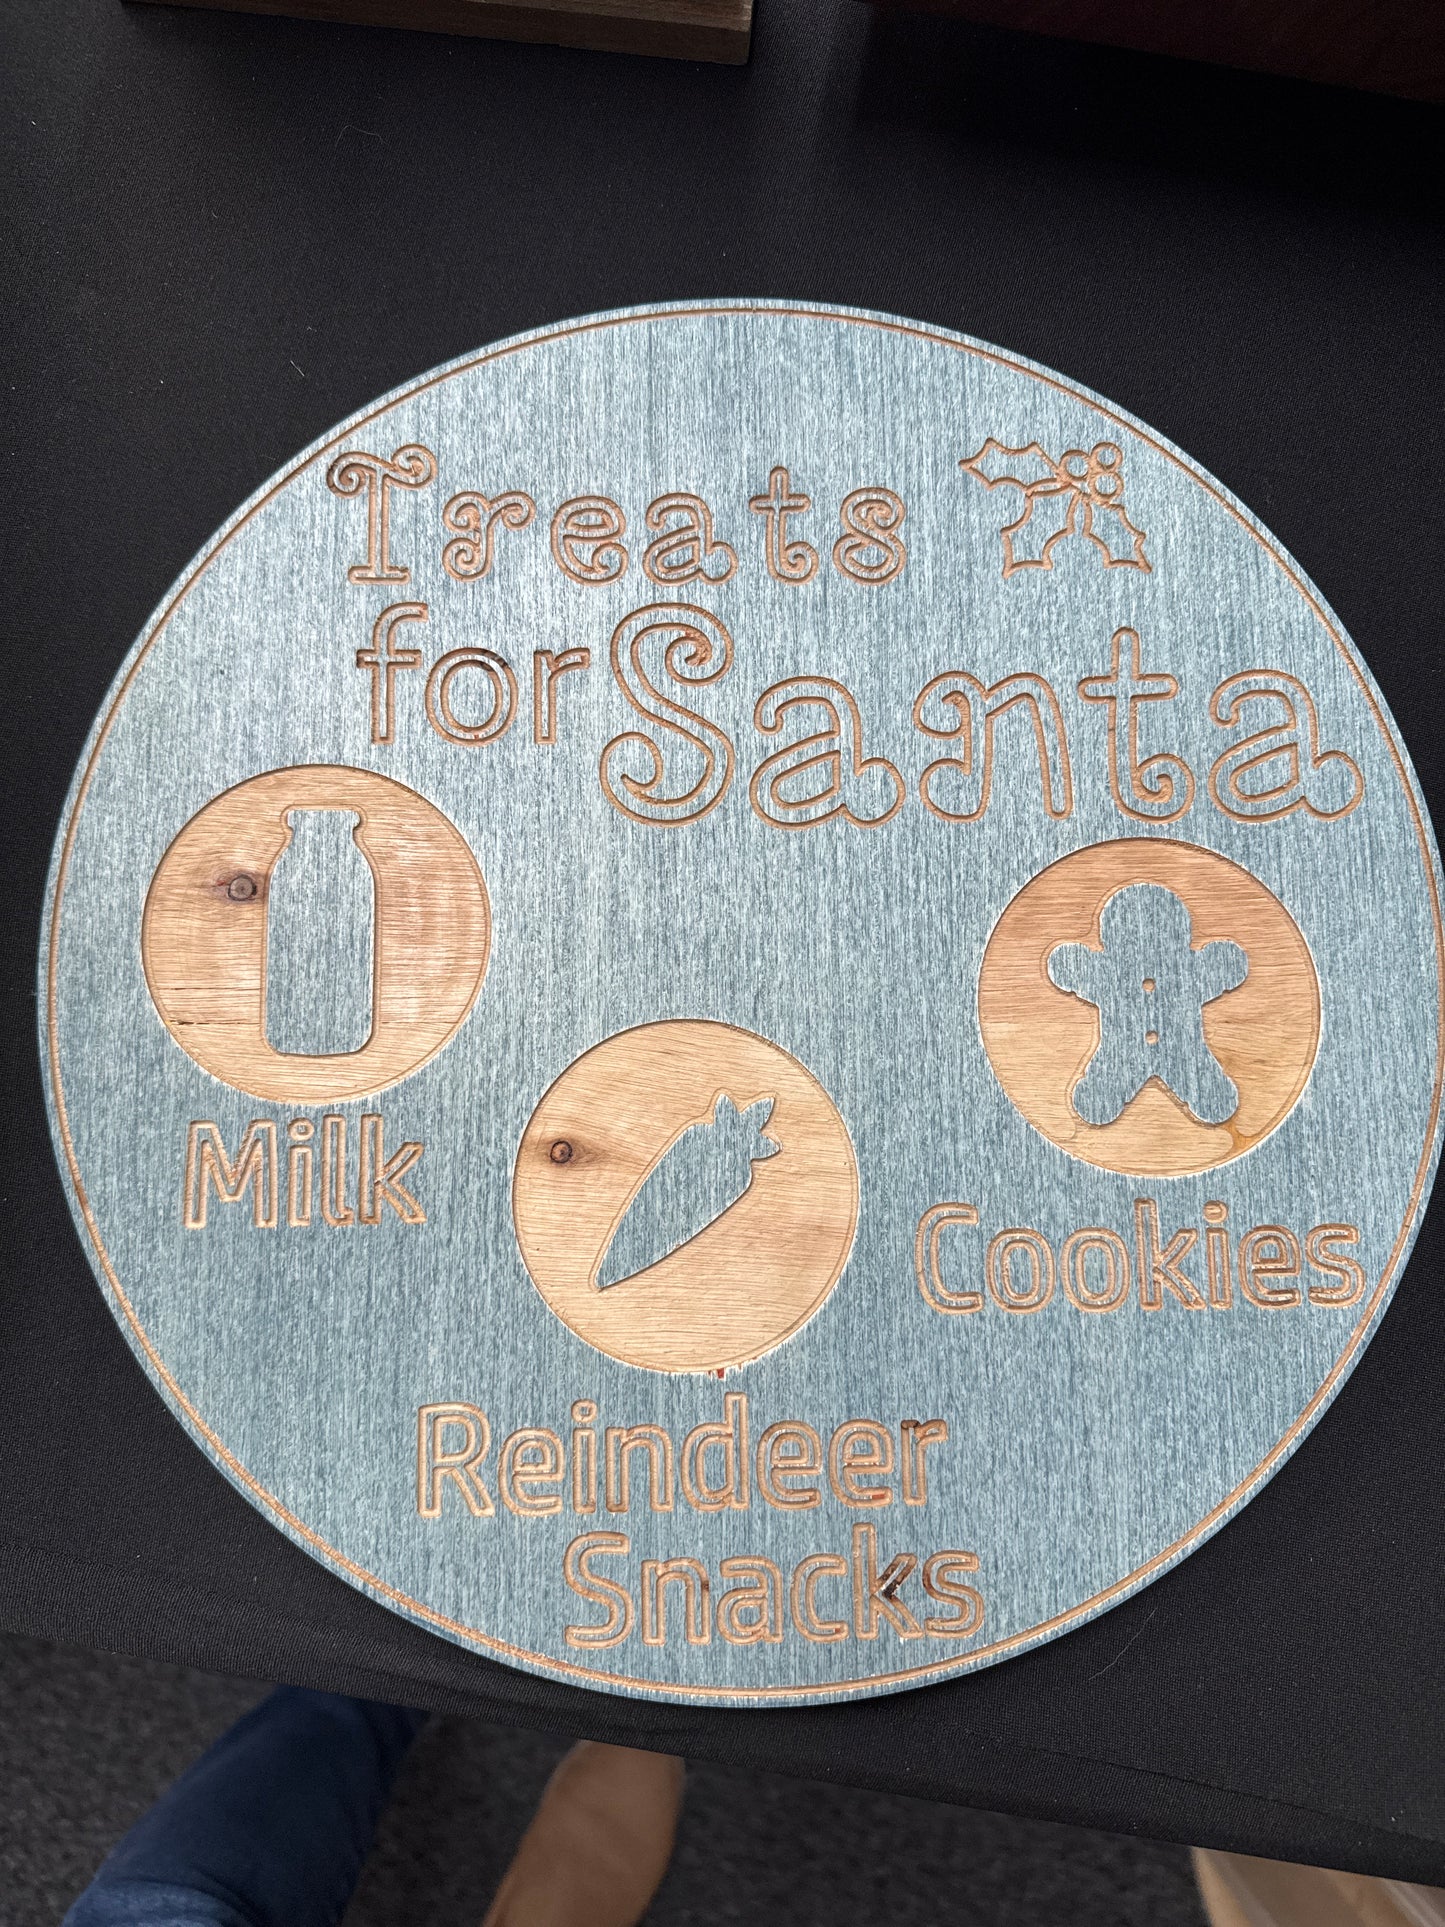 Treats
for Santa
Milk
Cookies
Reindeer
Snacks